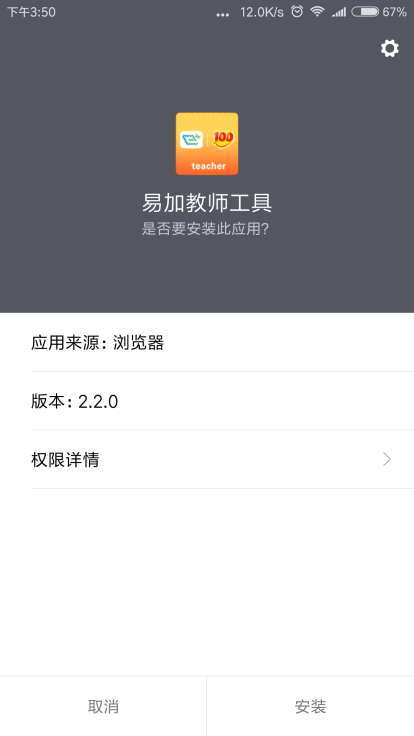 下午3:50
... 12.0K/s 67%
100
teacher
易加教师工具
是否要安装此应用?
应用来源: 浏览器
版本: 2.2.0
权限详情
取消 安装